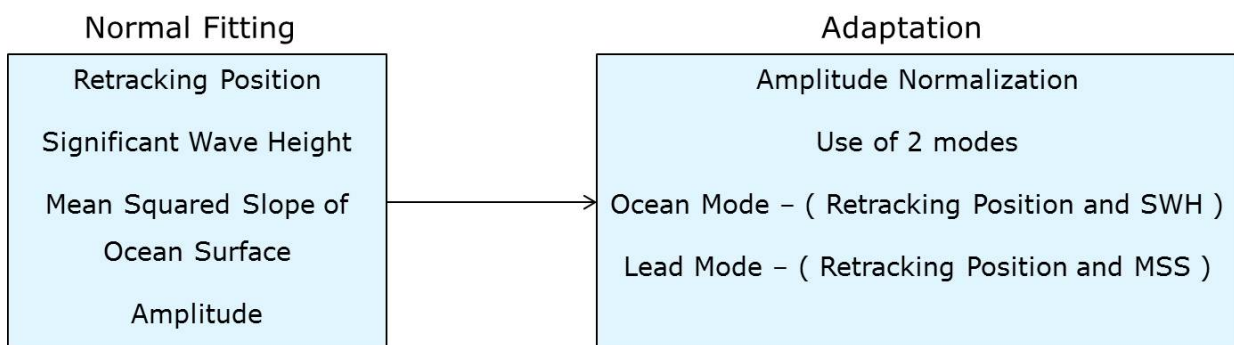 Normal Fitting
Retracking Position
Significant Wave Height
Mean Squared Slope of
Ocean Surface
Amplitude
Adaptation
Amplitude Normalization
Use of 2 modes
Ocean Mode – ( Retracking Position and SWH )
Lead Mode – ( Retracking Position and MSS )